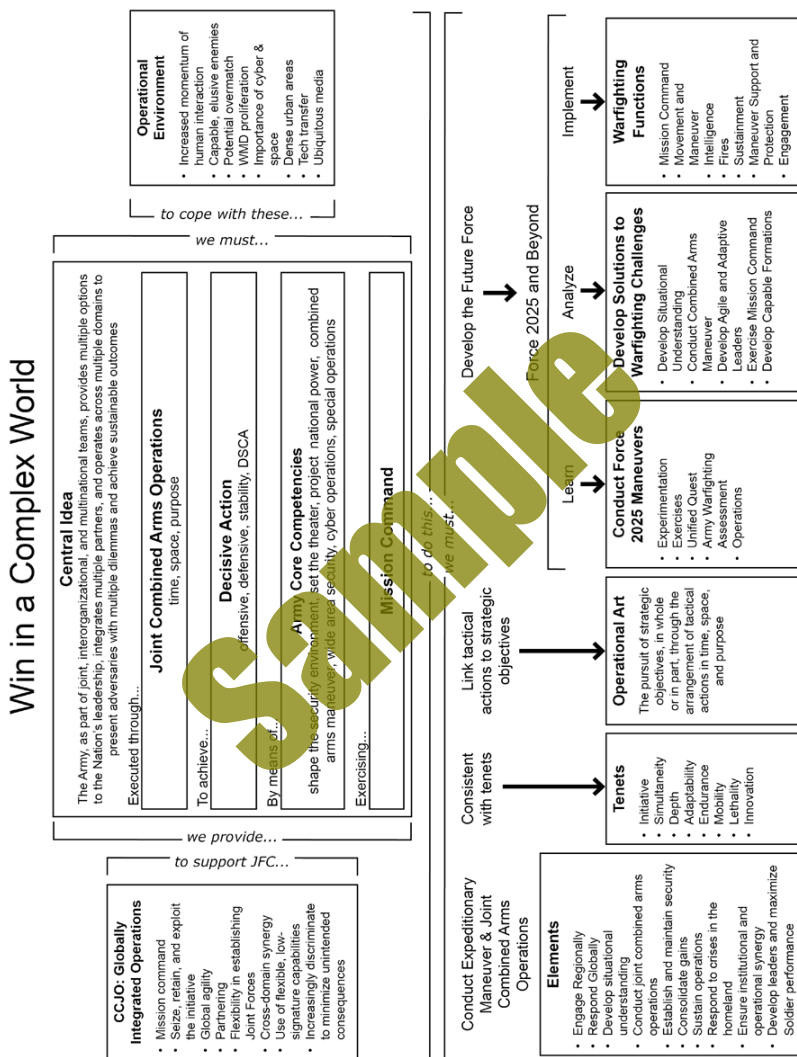 Win in a Complex World
CCJO: Globally
Integrated Operations
• Mission command
• Seize, retain, and exploit
the initiative
• Global agility
• Partnering
• Flexibility in establishing
Joint Forces
• Cross-domain synergy
• Use of flexible, low-
signature capabilities
• Increasingly discriminate
to minimize unintended
consequences
to support JFC...
we provide...
Central Idea
The Army, as part of joint, interorganizational, and multinational teams, provides multiple options
to the Nation's leadership, integrates multiple partners, and operates across multiple domains to
present adversaries with multiple dilemmas and achieve sustainable outcomes
Executed through...
Joint Combined Arms Operations
time, space, purpose
To achieve...
Decisive Action
offensive, defensive, stability, DSCA
By means of...
Army Core Competencies
shape the security environment, set the theater, project national power, combined
arms maneuver, wide area security, cyber operations, special operations
Exercising...
Mission Command
we must...
to cope with these...
Operational
Environment
• Increased momentum of
human interaction
• Capable, elusive enemies
• Potential overmatch
• WMD proliferation
• Importance of cyber &
space
• Dense urban areas
• Tech transfer
• Ubiquitous media
to do this...
we must...
Conduct Expeditionary
Maneuver & Joint
Combined Arms
Operations
Elements
• Engage Regionally
• Respond Globally
• Develop situational
understanding
• Conduct joint combined arms
operations
• Establish and maintain security
• Consolidate gains
• Sustain operations
• Respond to crises in the
homeland
• Ensure institutional and
operational synergy
• Develop leaders and maximize
Soldier performance
Consistent
with tenets
Tenets
• Initiative
• Simultaneity
• Depth
• Adaptability
• Endurance
• Mobility
• Lethality
• Innovation
Link tactical
actions to strategic
objectives
Operational Art
The pursuit of strategic
objectives, in whole
or in part, through the
arrangement of tactical
actions in time, space,
and purpose
Develop the Future Force
Force 2025 and Beyond
Learn
Conduct Force
2025 Maneuvers
• Experimentation
• Exercises
• Unified Quest
• Army Warfighting
Assessment
• Operations
Analyze
Develop Solutions to
Warfighting Challenges
• Develop Situational
Understanding
• Conduct Combined Arms
Maneuver
• Develop Agile and Adaptive
Leaders
• Exercise Mission Command
• Develop Capable Formations
Implement
Warfighting
Functions
• Mission Command
• Movement and
Maneuver
• Intelligence
• Fires
• Sustainment
• Maneuver Support and
Protection
• Engagement
Sample